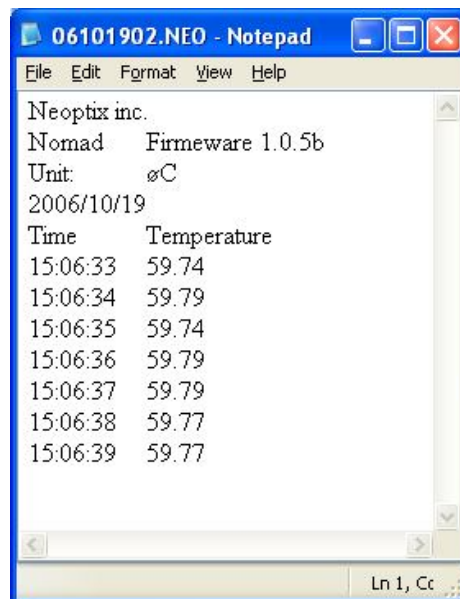 06101902.NEO - Notepad
File Edit Format View Help
Neoptix inc.
Nomad Firmeware 1.0.5b
Unit: øC
2006/10/19
Time Temperature
15:06:33 59.74
15:06:34 59.79
15:06:35 59.74
15:06:36 59.79
15:06:37 59.79
15:06:38 59.77
15:06:39 59.77
Ln 1, Cc